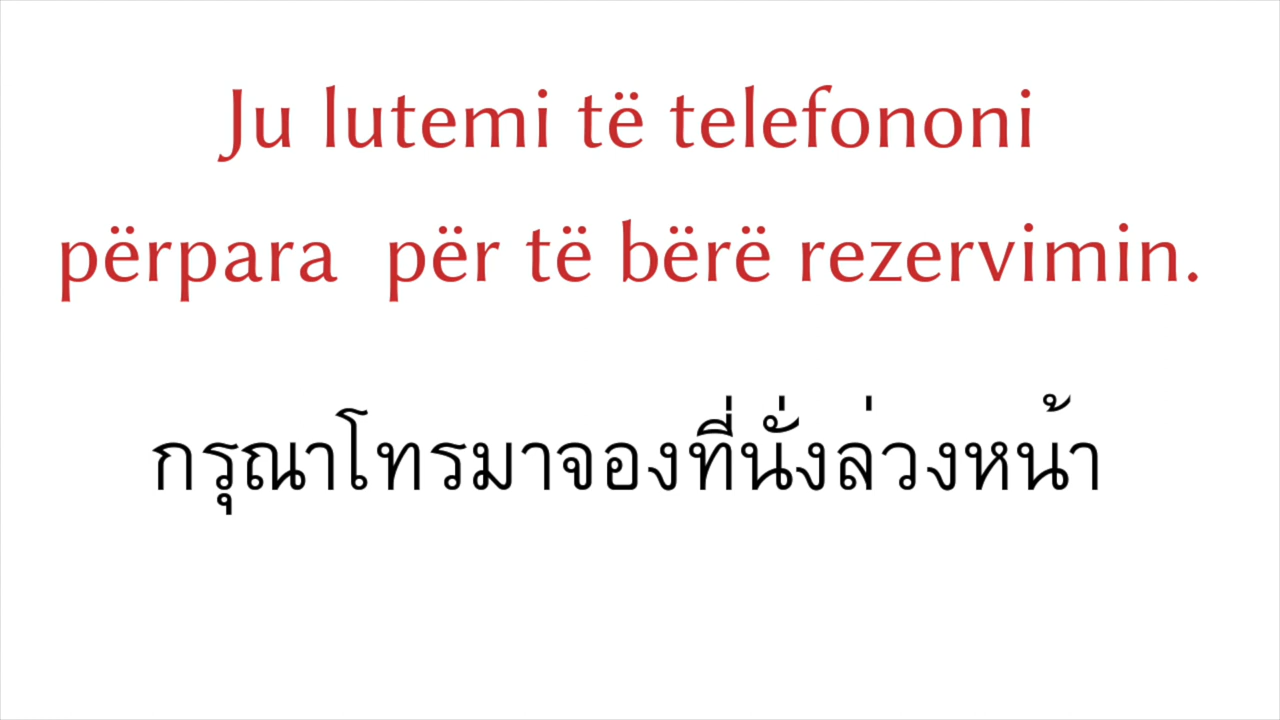 Ju lutemi të telefononi
përpara  për të bërë rezervimin.
กรุณาโทรมาจองที่นั่งล่วงหน้า